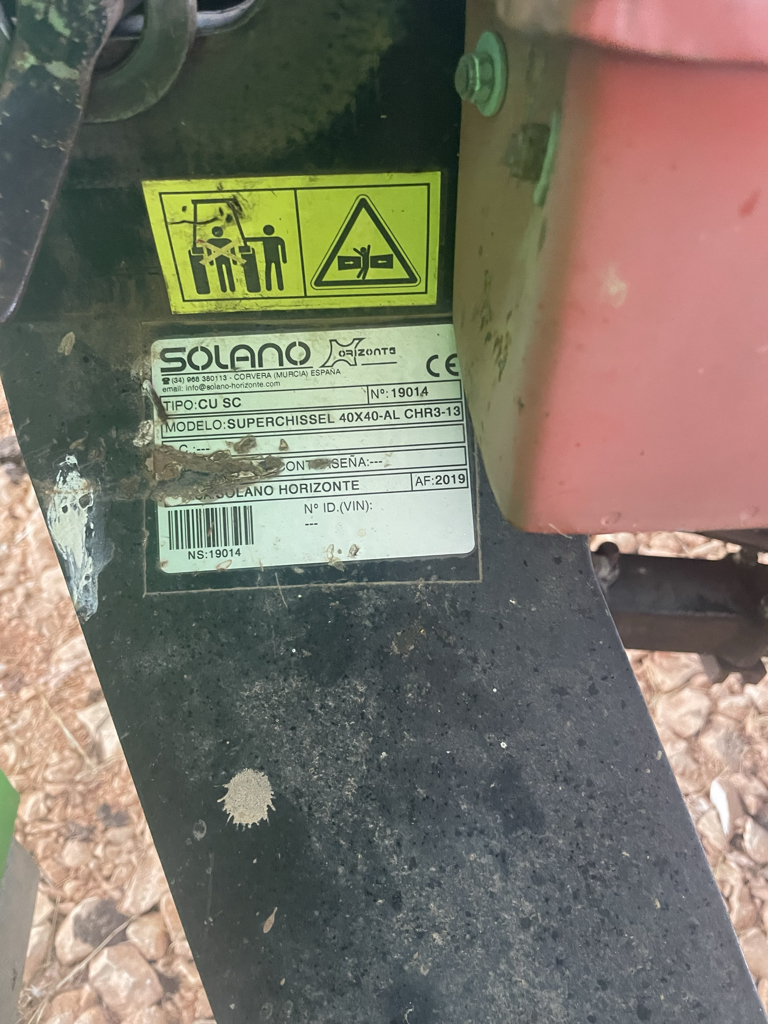 SOLANO HORIZONTE
☎(34) 968 380113 - CORVERA (MURCIA) ESPAÑA CE
email: info@solano-horizonte.com
TIPO:CU SC Nº:19014
MODELO:SUPERCHISSEL 40X40-AL CHR3-13
C.:---
CONTRASEÑA:---
SOLANO HORIZONTE AF:2019
Nº ID.(VIN):
---
NS:19014